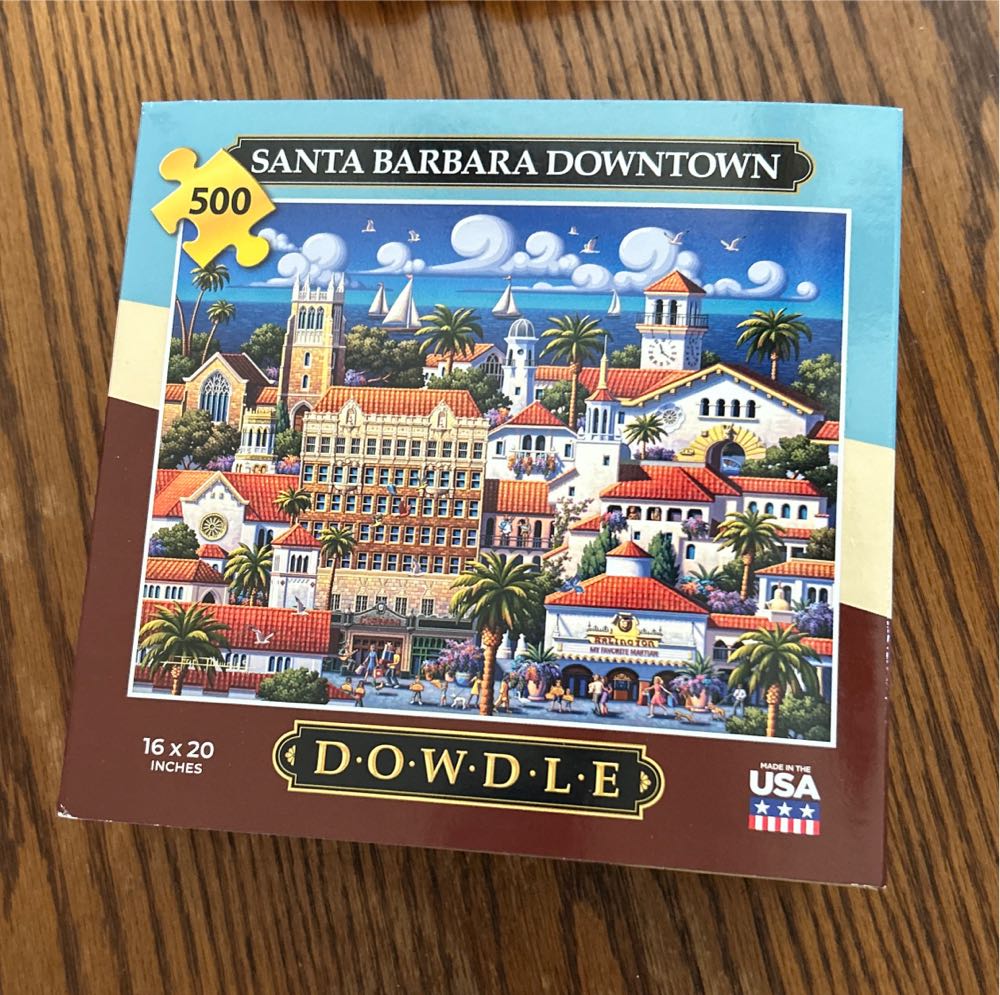 SANTA BARBARA DOWNTOWN
500
ARLINGTON
MY FAVORITE MARTIAN
16 x 20
INCHES
D·O·W·D·L·E
MADE IN THE
USA